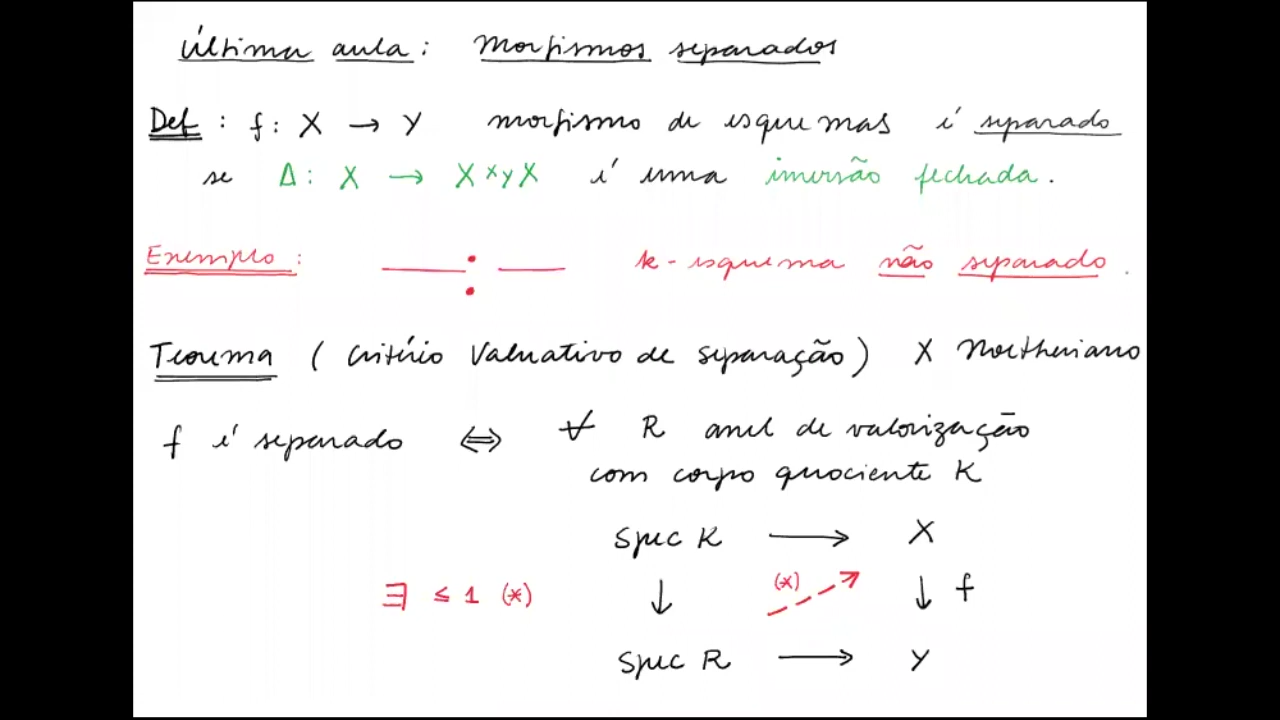 Última aula: Morfismos separados
Def: f: X → Y morfismo de esquemas é separado
se Δ: X → X ×_Y X é uma imersão fechada.
Exemplo: k-esquema não separado.
Teorema (Critério Valuativo de separação) X Noetheriano
f é separado ⇔ ∀ R anel de valorização
com corpo quociente K
Spec K → X
∃ ≤ 1 (*) ↓ (*) ↓ f
Spec R → Y